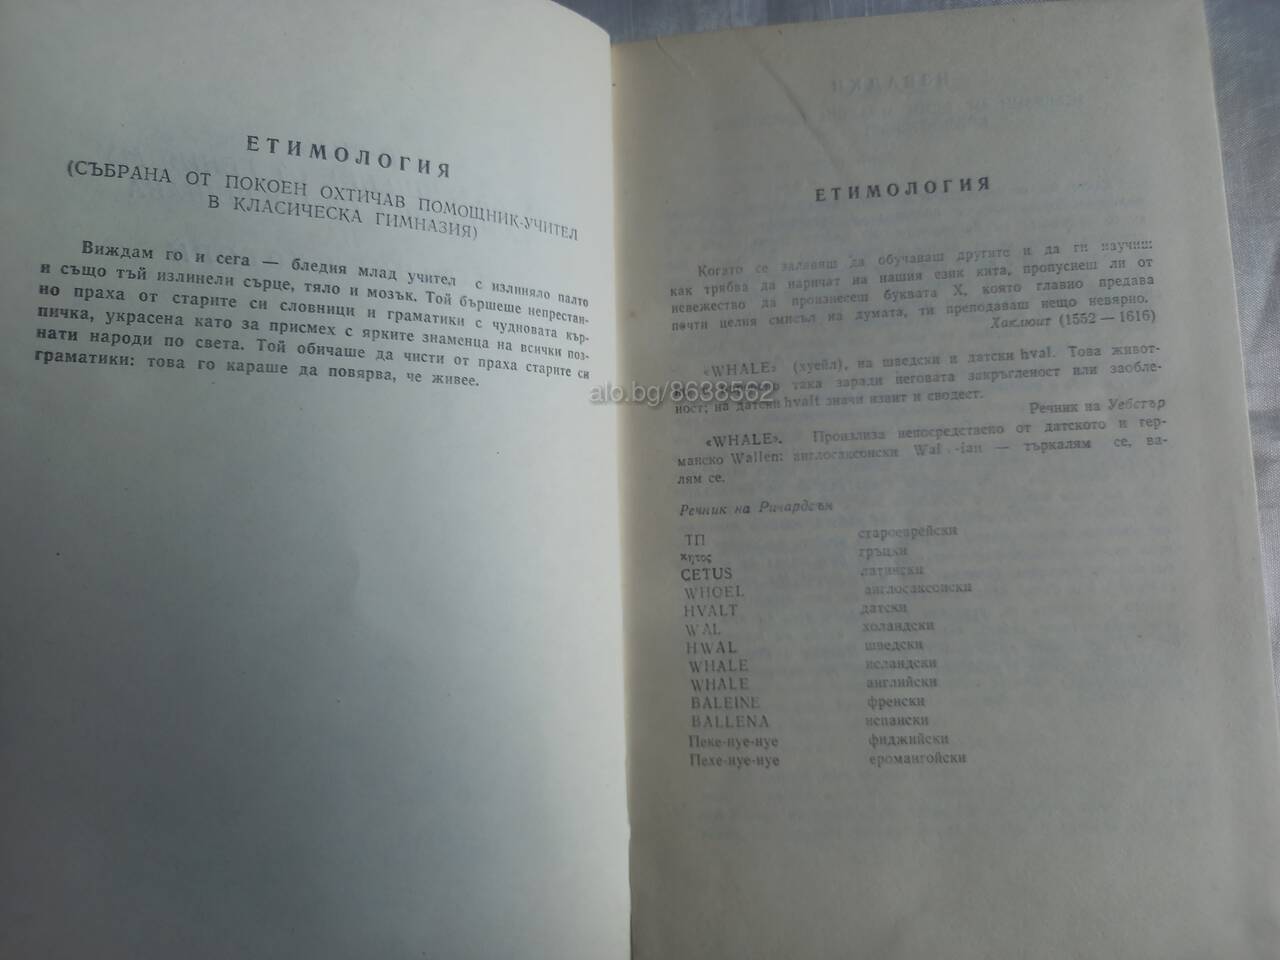 ЕТИМОЛОГИЯ
(СЪБРАНА ОТ ПОКОЕН ОХТИЧАВ ПОМОЩНИК-УЧИТЕЛ
В КЛАСИЧЕСКА ГИМНАЗИЯ)
Виждам го и сега — бледия млад учител с излиняло палто
и също тъй излинели сърце, тяло и мозък. Той бършеше непрестан-
но праха от старите си словници и граматики с чудновата кър-
пичка, украсена като за присмех с ярките знаменца на всички поз-
нати народи по света. Той обичаше да чисти от праха старите си
граматики: това го караше да повярва, че живее.
ЕТИМОЛОГИЯ
Когато се залавяш да обучаваш другите и да ги научиш
как трябва да наричат на нашия език кита, пропуснеш ли от
невежество да произнесеш буквата Х, която главно предава
почти целия смисъл на думата, ти преподаваш нещо невярно.
Хаклюит (1552 — 1616)
«WHALE» (хуейл), на шведски и датски hval. Това живот-
но е така заради неговата закръгленост или заобле-
ност; на датски hvalt значи извит и сводест.
Речник на Уебстър
«WHALE». Произлиза непосредствено от датското и гер-
манско Wallen: англосаксонски Wal -ian — търкалям се, ва-
лям се.
Речник на Ричардсън
ТП староеврейски
κητος гръцки
CETUS латински
WHOEL англосаксонски
HVALT датски
WAL холандски
HWAL шведски
WHALE исландски
WHALE английски
BALEINE френски
BALLENA испански
Пеке-нуе-нуе фиджийски
Пехе-нуе-нуе еромангойски
alo.bg/8638562